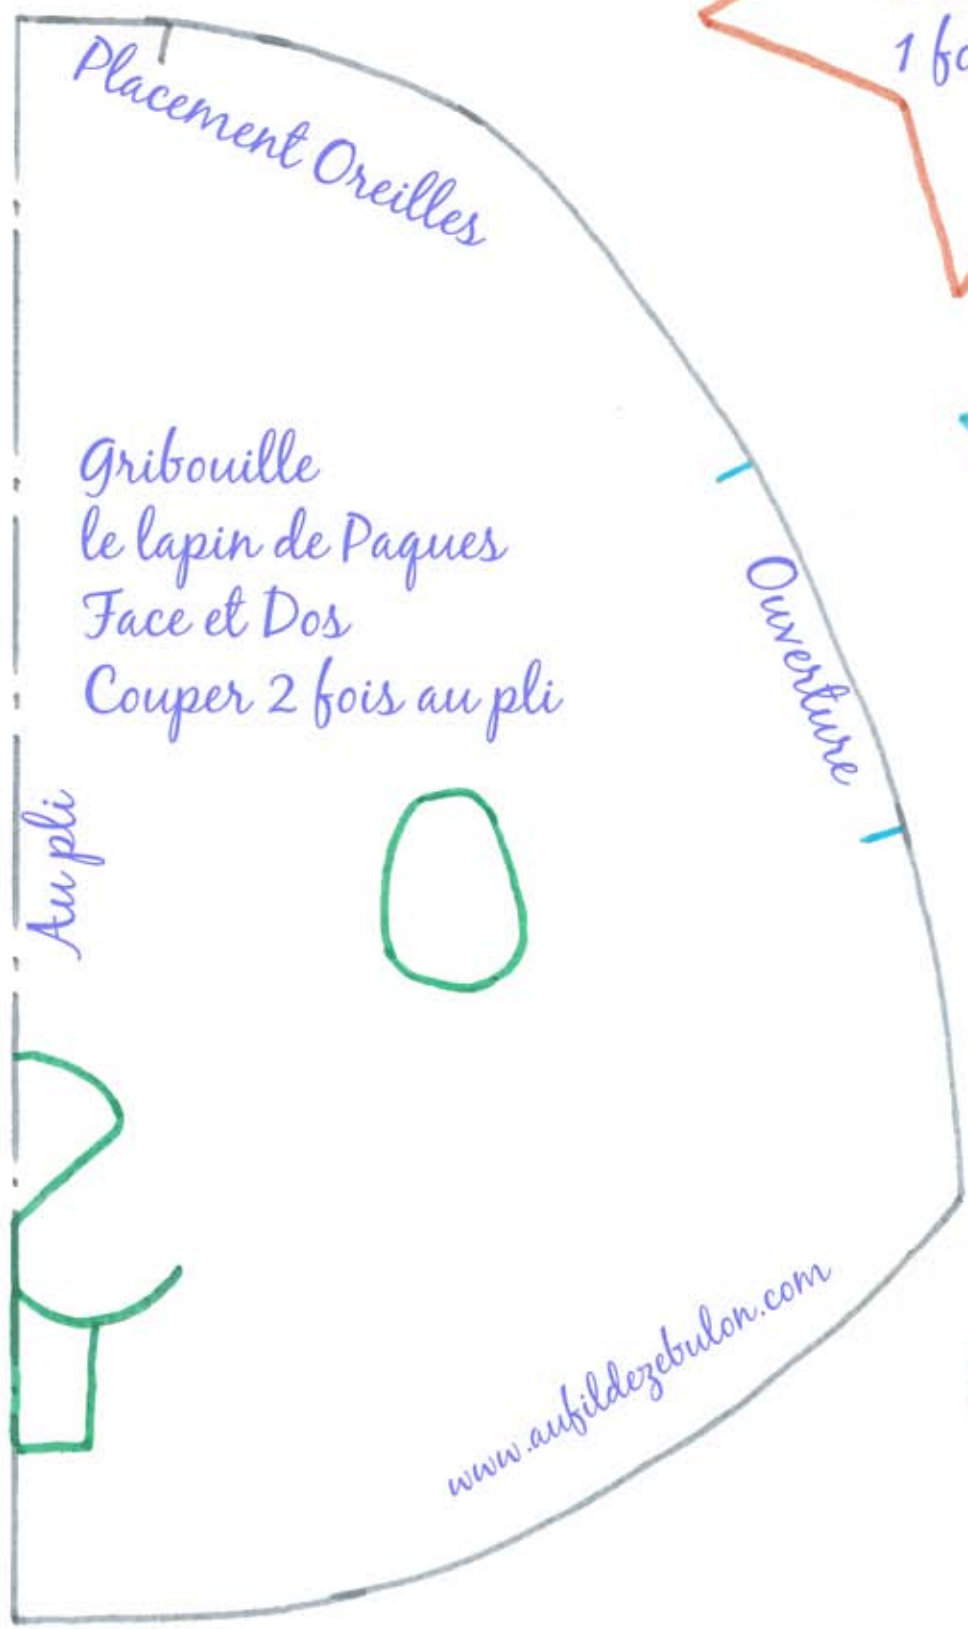 Placement Oreilles
1
Gribouille
le lapin de Paques
Face et Dos
Couper 2 fois au pli
Ouverture
Au pli
www.aufildezebulon.com